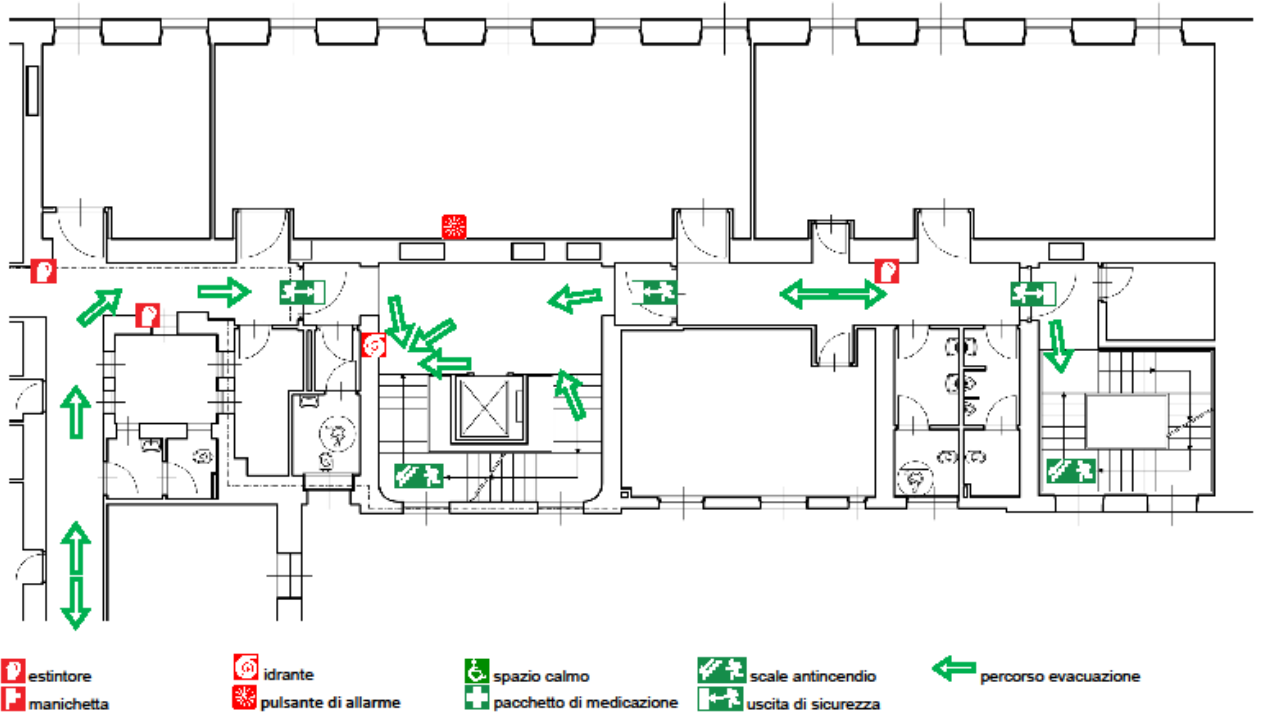 estintore
idrante
spazio calmo
scale antincendio
percorso evacuazione
manichetta
pulsante di allarme
pacchetto di medicazione
uscita di sicurezza